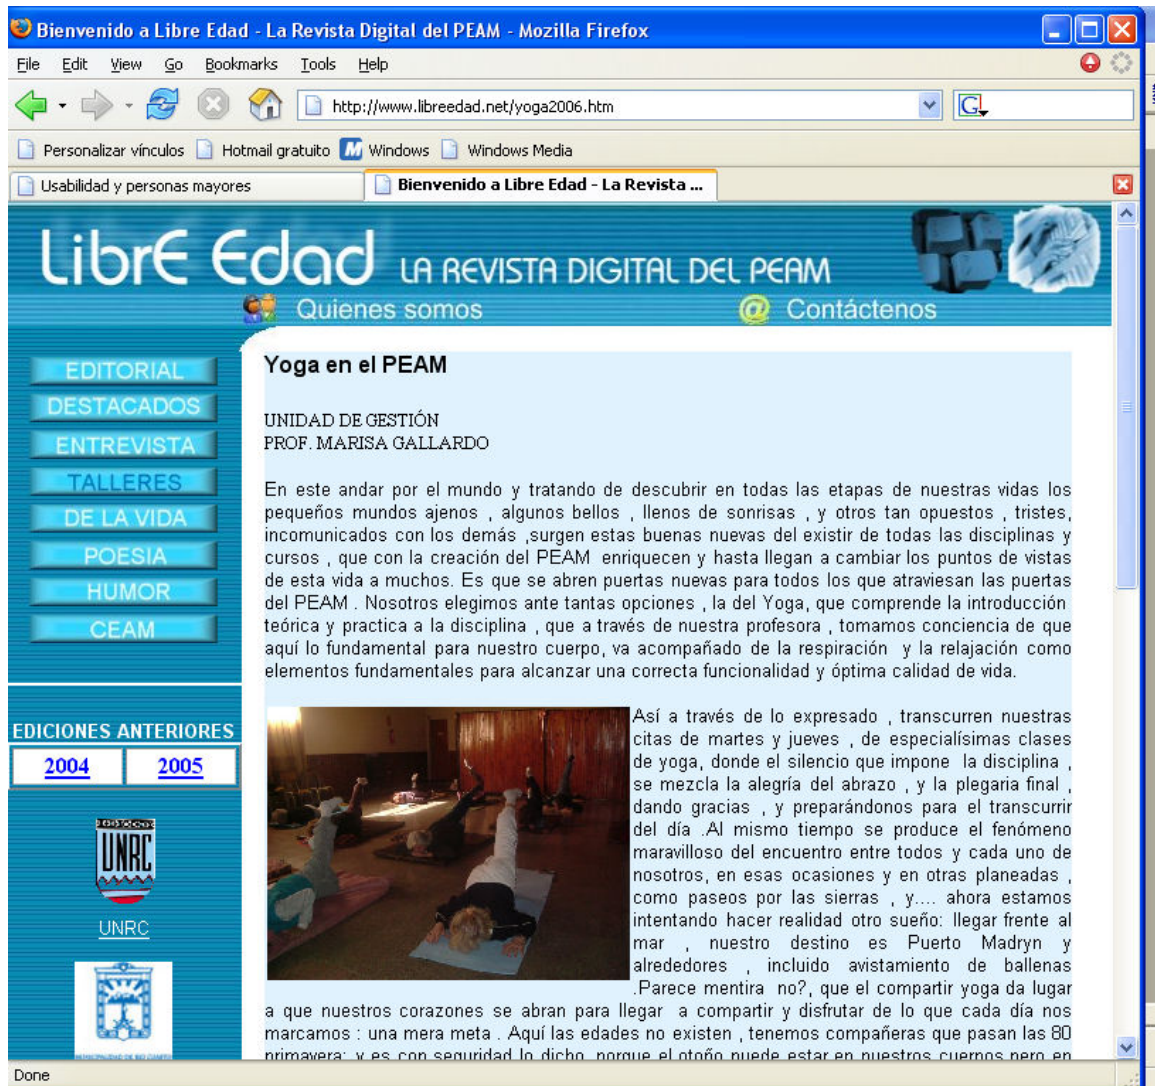 Bienvenido a Libre Edad - La Revista Digital del PEAM - Mozilla Firefox
File Edit View Go Bookmarks Tools Help
http://www.libreedad.net/yoga2006.htm
G
Personalizar vínculos Hotmail gratuito Windows Windows Media
Usabilidad y personas mayores
Bienvenido a Libre Edad - La Revista ...
LibrE Edad LA REVISTA DIGITAL DEL PEAM
Quienes somos
@ Contáctenos
EDITORIAL
DESTACADOS
ENTREVISTA
TALLERES
DE LA VIDA
POESIA
HUMOR
CEAM
EDICIONES ANTERIORES
2004 2005
UNRC
UNRC
Yoga en el PEAM
UNIDAD DE GESTIÓN
PROF. MARISA GALLARDO
En este andar por el mundo y tratando de descubrir en todas las etapas de nuestras vidas los
pequeños mundos ajenos , algunos bellos , llenos de sonrisas , y otros tan opuestos , tristes,
incomunicados con los demás ,surgen estas buenas nuevas del existir de todas las disciplinas y
cursos , que con la creación del PEAM enriquecen y hasta llegan a cambiar los puntos de vistas
de esta vida a muchos. Es que se abren puertas nuevas para todos los que atraviesan las puertas
del PEAM . Nosotros elegimos ante tantas opciones , la del Yoga, que comprende la introducción
teórica y practica a la disciplina , que a través de nuestra profesora , tomamos conciencia de que
aquí lo fundamental para nuestro cuerpo, va acompañado de la respiración y la relajación como
elementos fundamentales para alcanzar una correcta funcionalidad y óptima calidad de vida.
Así a través de lo expresado , transcurren nuestras
citas de martes y jueves , de especialísimas clases
de yoga, donde el silencio que impone la disciplina ,
se mezcla la alegría del abrazo , y la plegaria final ,
dando gracias , y preparándonos para el transcurrir
del día .Al mismo tiempo se produce el fenómeno
maravilloso del encuentro entre todos y cada uno de
nosotros, en esas ocasiones y en otras planeadas ,
como paseos por las sierras , y.... ahora estamos
intentando hacer realidad otro sueño: llegar frente al
mar , nuestro destino es Puerto Madryn y
alrededores , incluido avistamiento de ballenas
.Parece mentira no?, que el compartir yoga da lugar
a que nuestros corazones se abran para llegar a compartir y disfrutar de lo que cada día nos
marcamos : una mera meta . Aquí las edades no existen , tenemos compañeras que pasan las 80
primavera; y es con seguridad lo dicho, porque el otoño puede estar en nuestros cuerpos pero en
Done